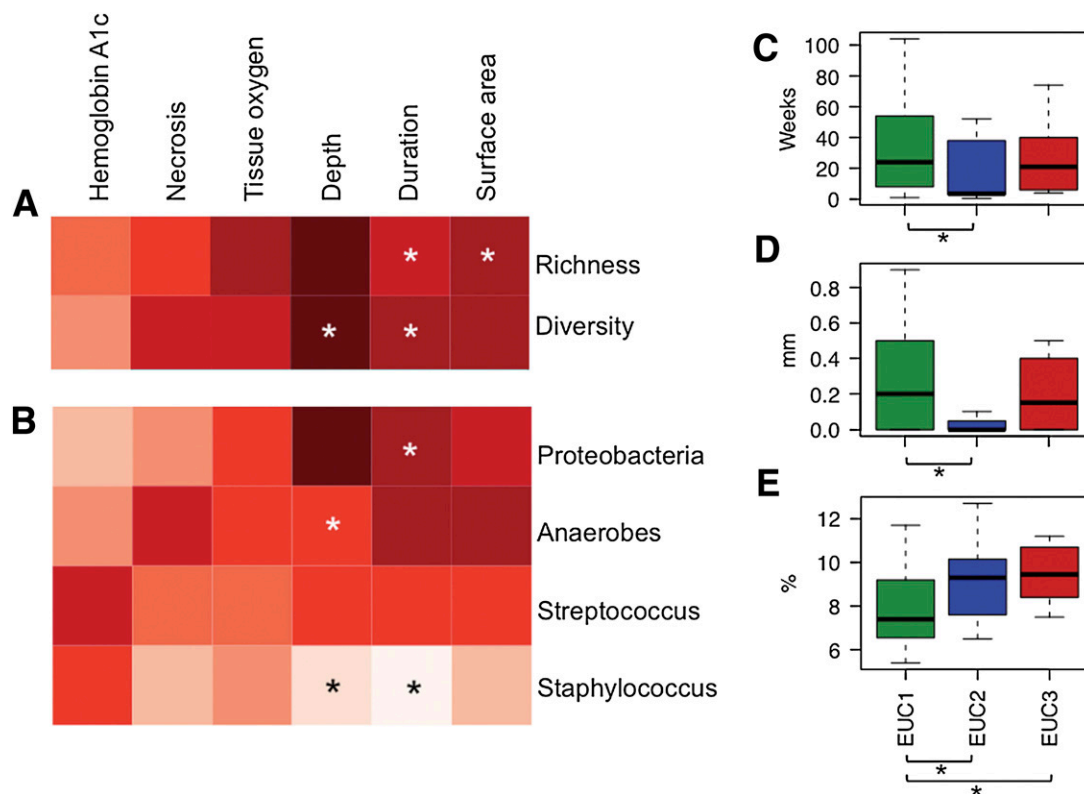 Hemoglobin A1c
Necrosis
Tissue oxygen
Depth
Duration
Surface area
A
* * Richness
* * Diversity
B
* Proteobacteria
* Anaerobes
Streptococcus
* * Staphylococcus
C
Weeks
100
80
60
40
20
0
*
D
mm
0.8
0.6
0.4
0.2
0.0
*
E
%
12
10
8
6
EUC1
EUC2
EUC3
*
*